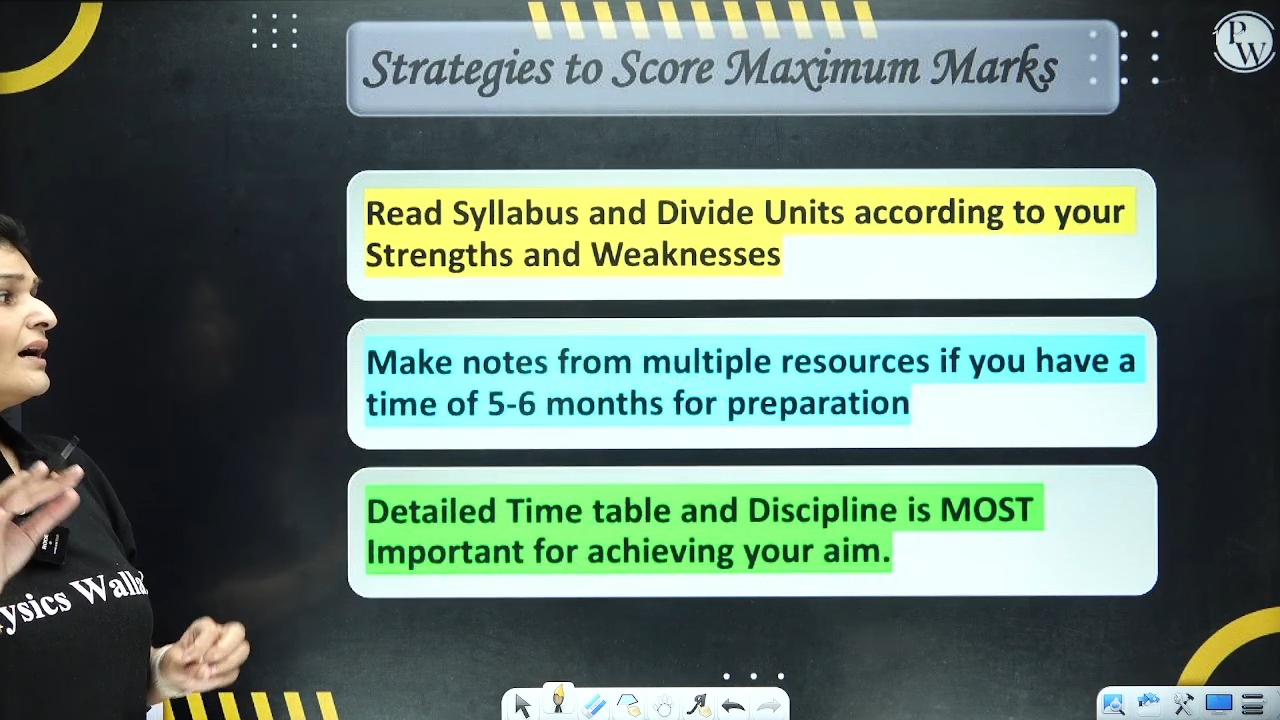 Strategies to Score Maximum Marks
PW
Read Syllabus and Divide Units according to your
Strengths and Weaknesses
Make notes from multiple resources if you have a
time of 5-6 months for preparation
Detailed Time table and Discipline is MOST
Important for achieving your aim.
ysics Walla